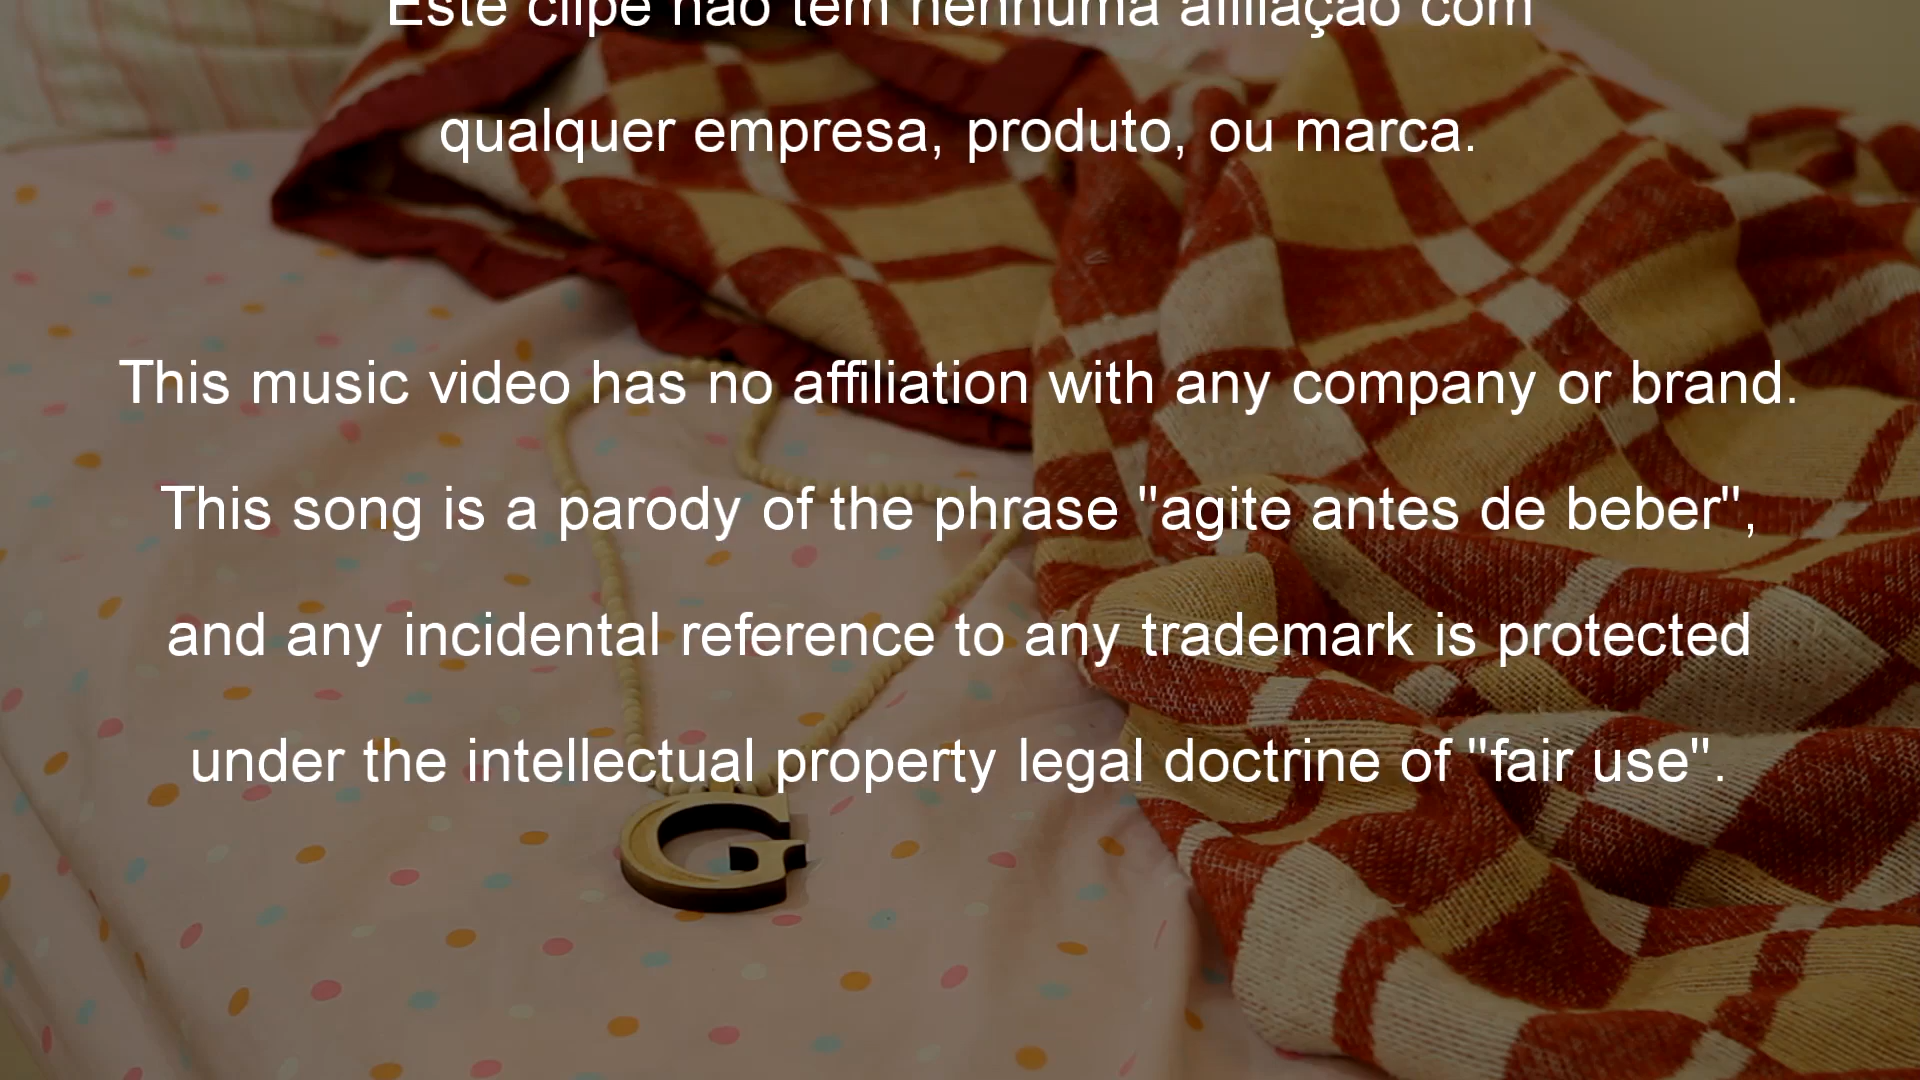 Este clipe não tem nenhuma afiliação com
qualquer empresa, produto, ou marca.
This music video has no affiliation with any company or brand.
This song is a parody of the phrase "agite antes de beber",
and any incidental reference to any trademark is protected
under the intellectual property legal doctrine of "fair use".
G